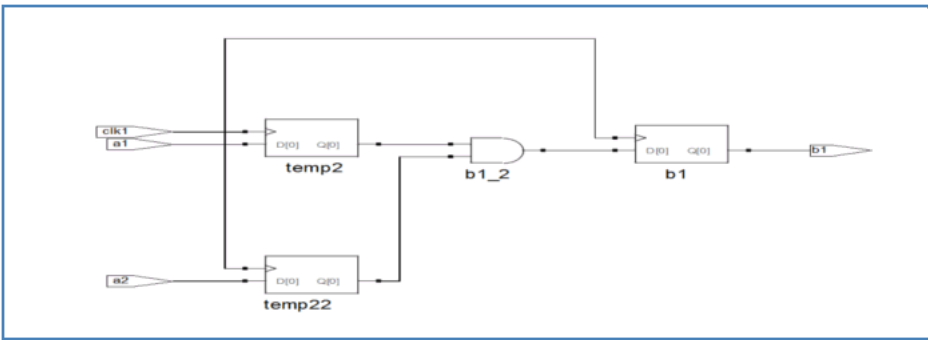 clk1
a1
D[0] Q[0]
temp2
b1_2
D[0] Q[0]
b1
b1
a2
D[0] Q[0]
temp22